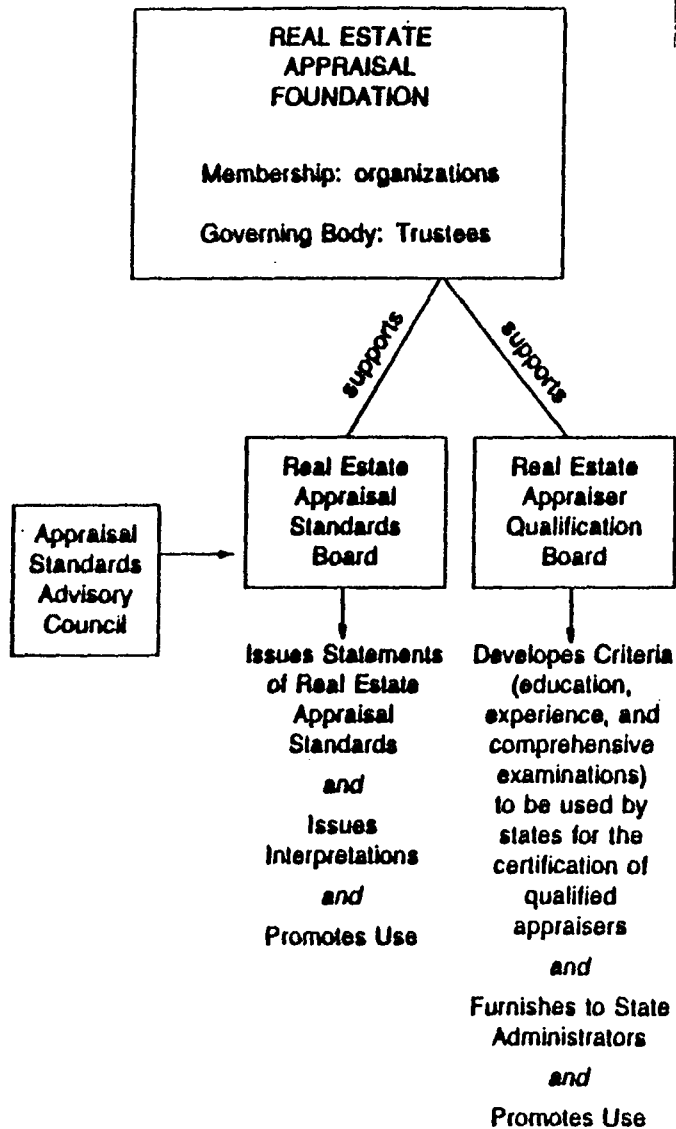 REAL ESTATE
APPRAISAL
FOUNDATION
Membership: organizations
Governing Body: Trustees
supports
supports
Appraisal
Standards
Advisory
Council
Real Estate
Appraisal
Standards
Board
Issues Statements
of Real Estate
Appraisal
Standards
and
Issues
Interpretations
and
Promotes Use
Real Estate
Appraiser
Qualification
Board
Developes Criteria
(education,
experience, and
comprehensive
examinations)
to be used by
states for the
certification of
qualified
appraisers
and
Furnishes to State
Administrators
and
Promotes Use